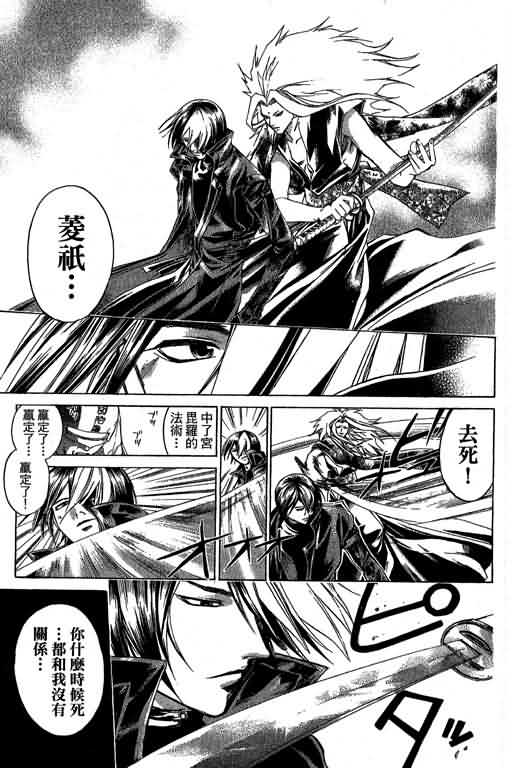 菱祇…
去死！
中了宮
毘羅的
法術…
贏定了…
贏定了…贏定了！
ピタ
你什麼時候死
…都和我沒有
關係…